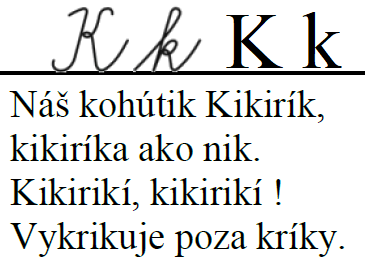 K k K k
Náš kohútik Kikirík,
kikiríka ako nik.
Kikirikí, kikirikí !
Vykrikuje poza kríky.